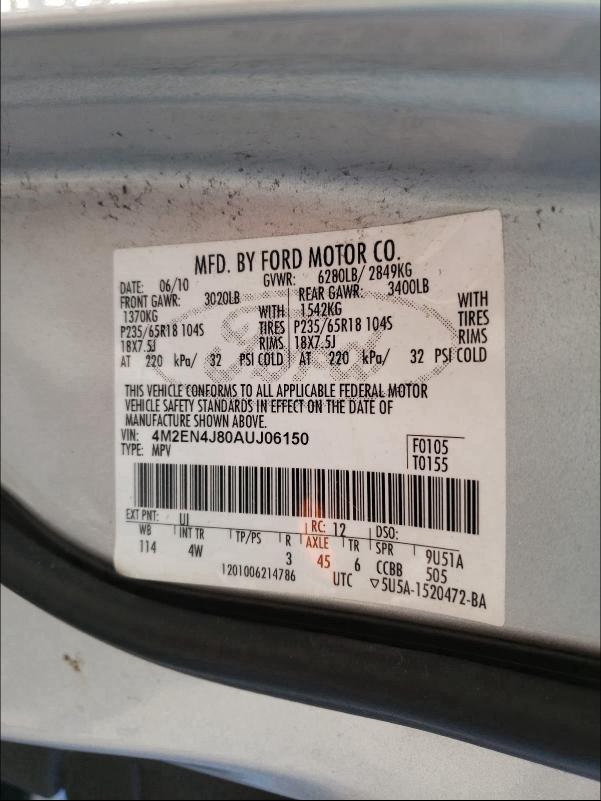 MFD. BY FORD MOTOR CO.
DATE: 06/10 GVWR: 6280LB/ 2849KG
FRONT GAWR: 3020LB REAR GAWR: 3400LB
1370KG WITH 1542KG WITH
P235/65R18 104S TIRES P235/65R18 104S TIRES
18X7.5J RIMS 18X7.5J RIMS
AT 220 kPa/ 32 PSI COLD AT 220 kPa/ 32 PSI COLD
Ford
THIS VEHICLE CONFORMS TO ALL APPLICABLE FEDERAL MOTOR
VEHICLE SAFETY STANDARDS IN EFFECT ON THE DATE OF
MANUFACTURE SHOWN ABOVE.
VIN: 4M2EN4J80AUJ06150 F0105
TYPE: MPV T0155
EXT PNT: UI RC: 12 DSO:
WB INT TR TP/PS R AXLE TR SPR 9U51A
114 4W 3 45 6 CCBB 505
1201006214786 UTC ▽5U5A-1520472-BA